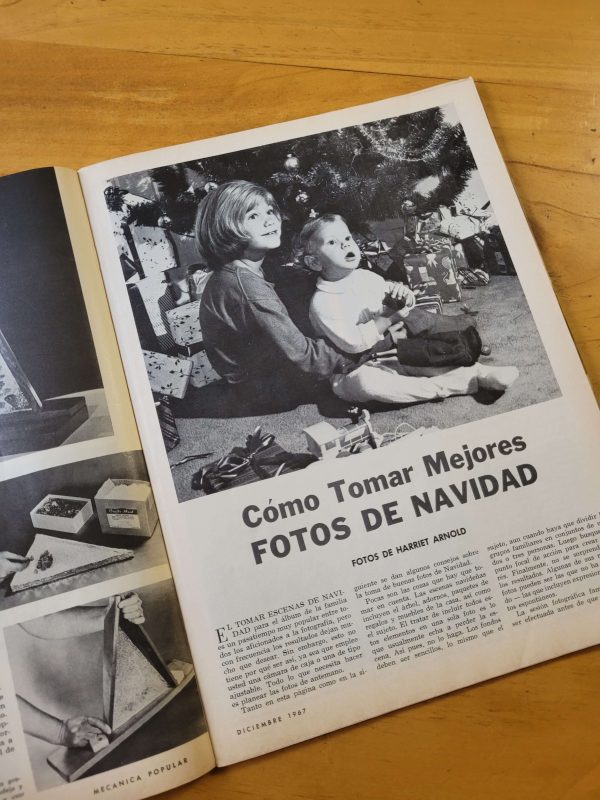 Cómo Tomar Mejores
FOTOS DE NAVIDAD
FOTOS DE HARRIET ARNOLD
EL TOMAR ESCENAS DE NAVI-
DAD para el álbum de la familia
es un pasatiempo muy popular entre to-
dos los aficionados a la fotografía, pero
con frecuencia los resultados dejan mu-
cho que desear. Sin embargo, esto no
tiene por qué ser así, ya sea que emplee
usted una cámara de caja o una de tipo
ajustable. Todo lo que necesita hacer
es planear las fotos de antemano.
Tanto en esta página como en la si-
guiente se dan algunos consejos sobre
la toma de buenas fotos de Navidad.
Pocas son las cosas que hay que to-
mar en cuenta. Las escenas navideñas
incluyen el árbol, adornos, paquetes de
regalos y muebles de la casa, así como
el sujeto. El tratar de incluir todos es-
tos elementos en una sola foto es lo
que usualmente echa a perder la es-
cena. Así pues, no lo haga. Los fondos
deben ser sencillos, lo mismo que el
sujeto, aun cuando haya que dividir
grupos familiares en conjuntos de
o tres personas. Luego busque
punto focal de acción para crear
rés. Finalmente, no se sorprenda
resultados. Algunas de sus
fotos pueden ser las que no ha
do — las que incluyen expresion
tos espontáneos.
La sesión fotográfica
ser efectuada antes de que
DICIEMBRE 1967
MECANICA POPULAR